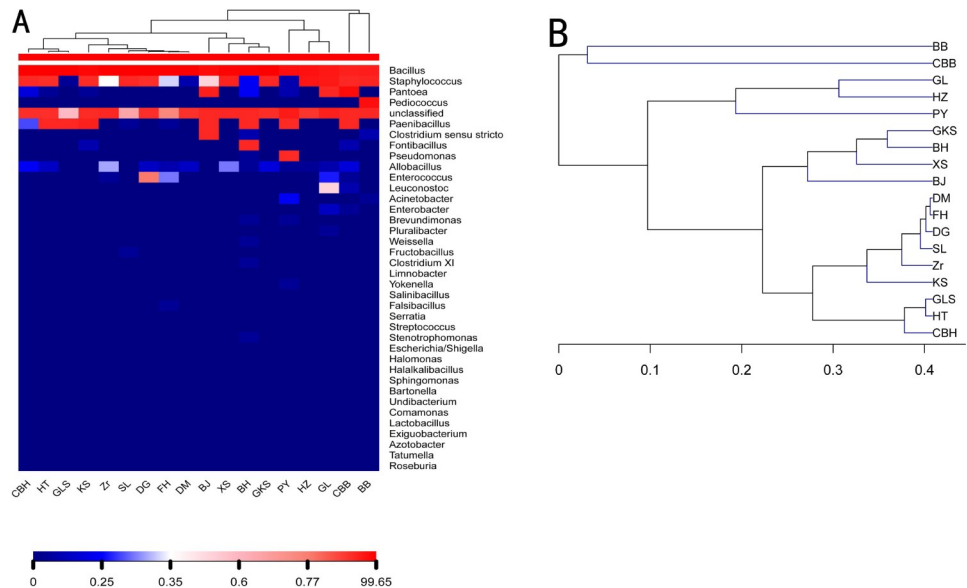 A
Bacillus
Staphylococcus
Pantoea
Pediococcus
unclassified
Paenibacillus
Clostridium sensu stricto
Fontibacillus
Pseudomonas
Allobacillus
Enterococcus
Leuconostoc
Acinetobacter
Enterobacter
Brevundimonas
Pluralibacter
Weissella
Fructobacillus
Clostridium XI
Limnobacter
Yokenella
Salinibacillus
Falsibacillus
Serratia
Streptococcus
Stenotrophomonas
Escherichia/Shigella
Halomonas
Halalkalibacillus
Sphingomonas
Bartonella
Undibacterium
Comamonas
Lactobacillus
Exiguobacterium
Azotobacter
Tatumella
Roseburia
CBH HT GLS KS Zr SL DG FH DM BJ XS BH GKS PY HZ GL CBB BB
0 0.25 0.35 0.6 0.77 99.65
B
BB
CBB
GL
HZ
PY
GKS
BH
XS
BJ
DM
FH
DG
SL
Zr
KS
GLS
HT
CBH
0 0.1 0.2 0.3 0.4